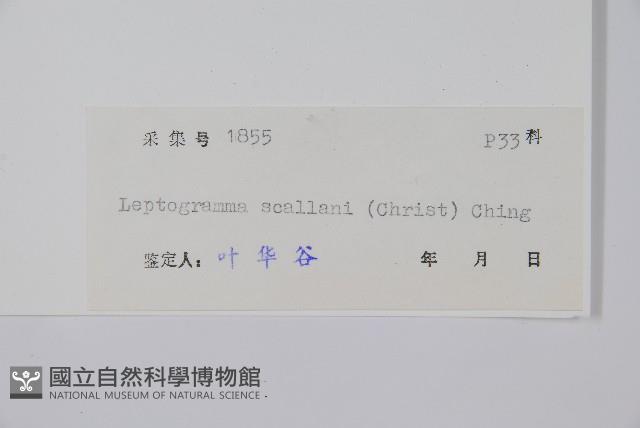 采集号 1855 P33科
Leptogramma scallani (Christ) Ching
鉴定人：叶华谷 年 月 日
國立自然科學博物館
NATIONAL MUSEUM OF NATURAL SCIENCE